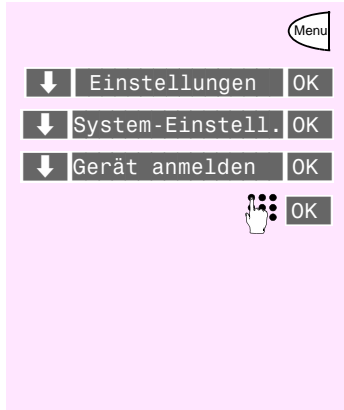 Menu
Einstellungen OK
System-Einstell. OK
Gerät anmelden OK
OK